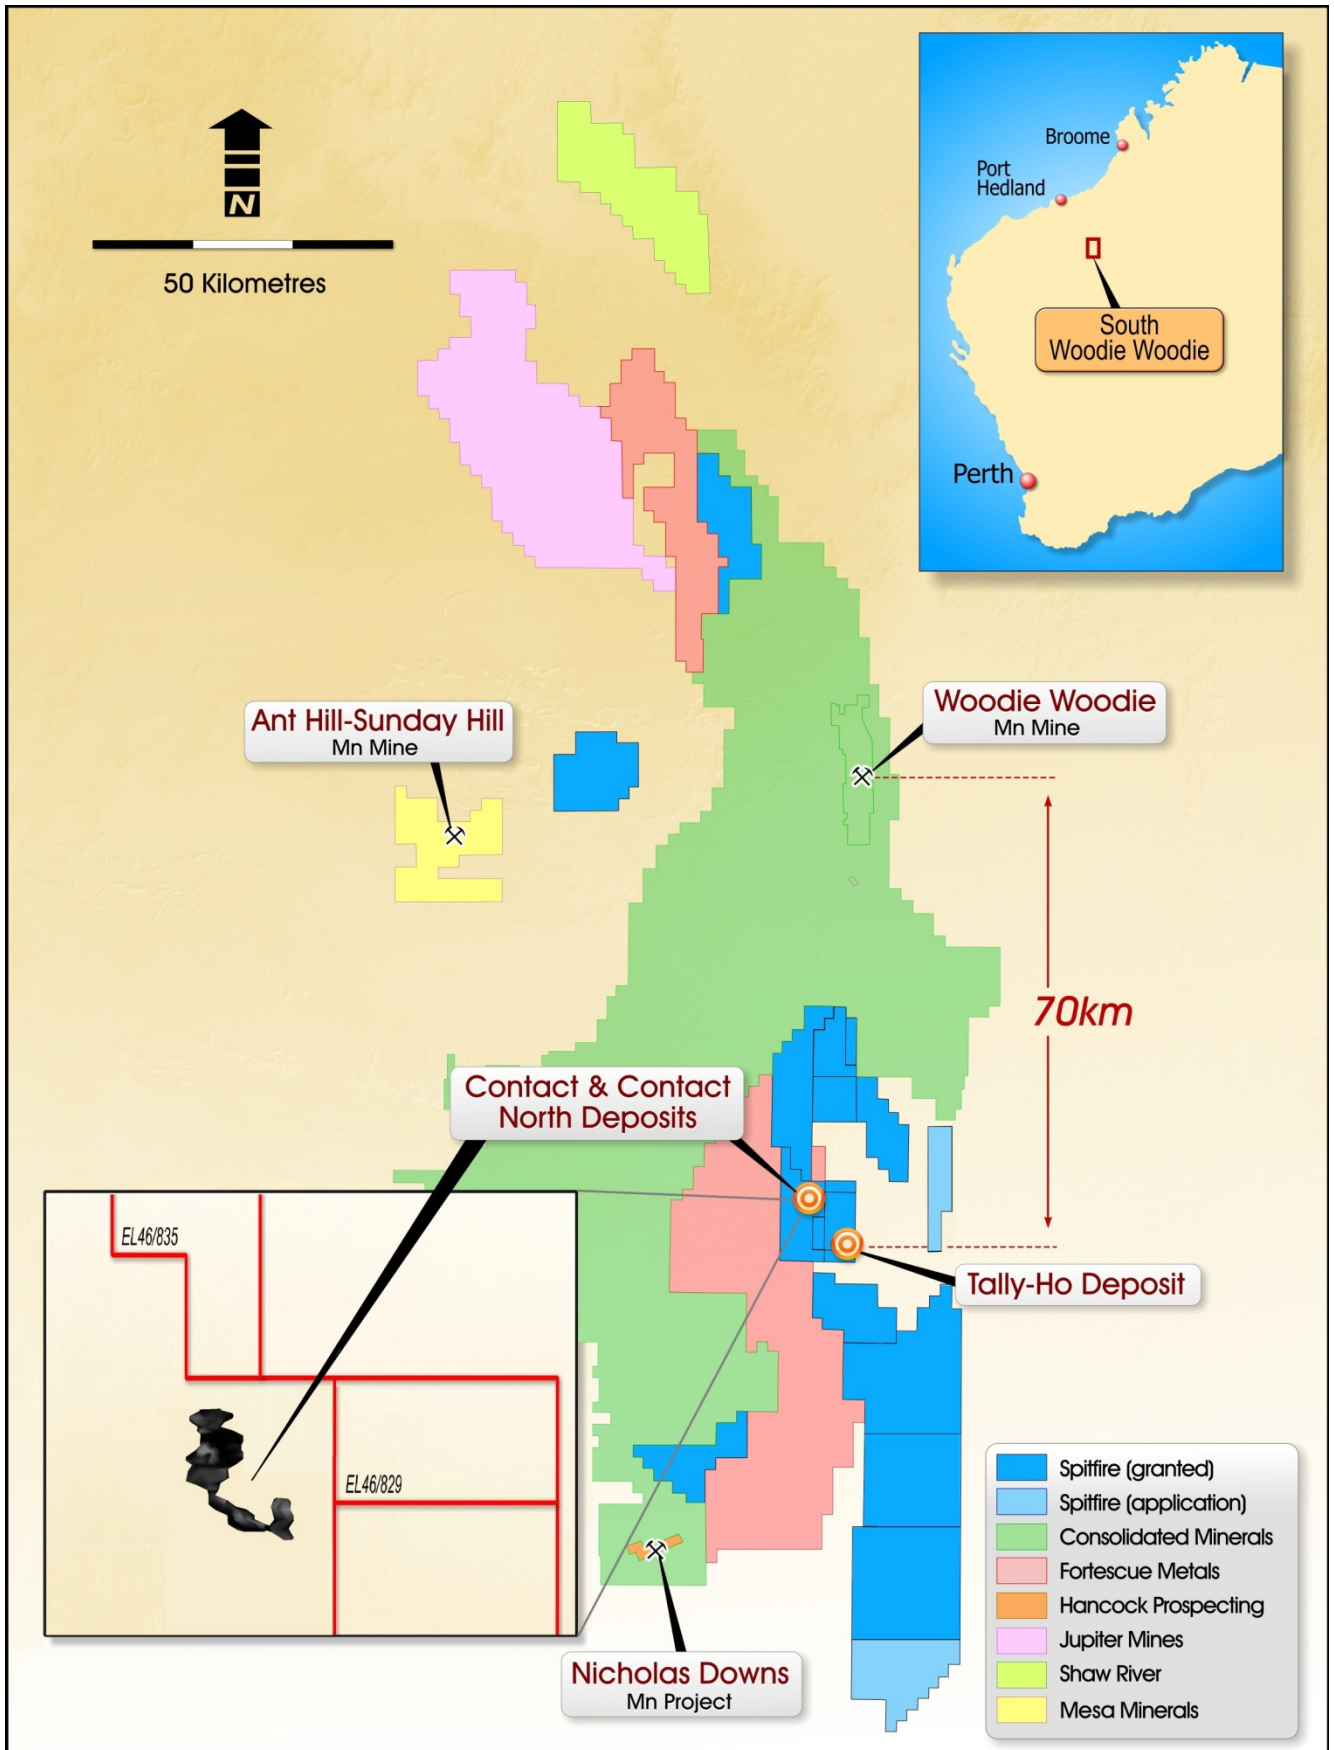 N
50 Kilometres
Broome
Port
Hedland
South
Woodie Woodie
Perth
Ant Hill-Sunday Hill
Mn Mine
Woodie Woodie
Mn Mine
70km
Contact & Contact
North Deposits
EL46/835
EL46/829
Tally-Ho Deposit
Nicholas Downs
Mn Project
Spitfire (granted)
Spitfire (application)
Consolidated Minerals
Fortescue Metals
Hancock Prospecting
Jupiter Mines
Shaw River
Mesa Minerals